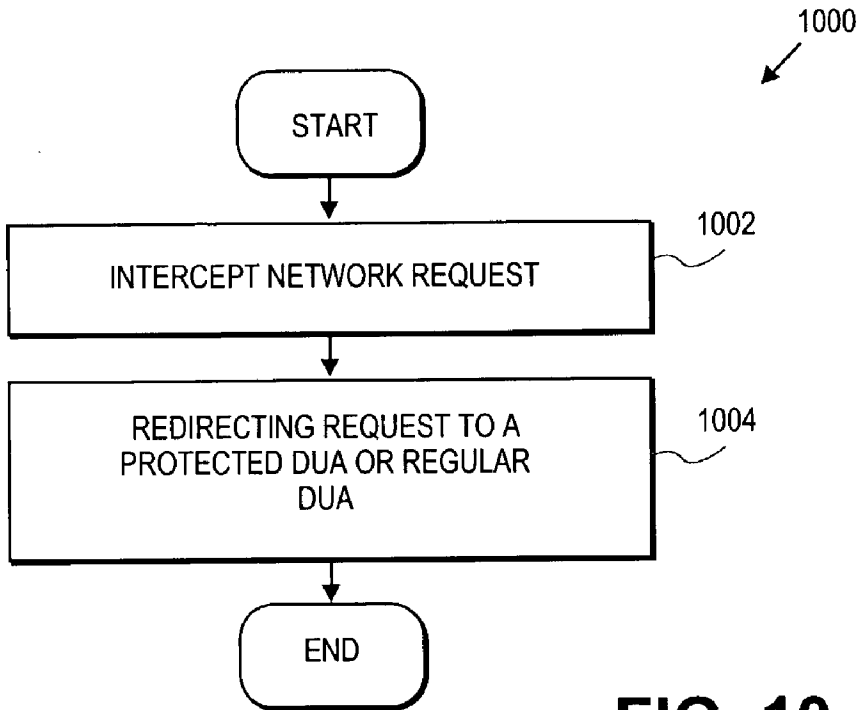 1000
START
1002
INTERCEPT NETWORK REQUEST
1004
REDIRECTING REQUEST TO A
PROTECTED DUA OR REGULAR
DUA
END